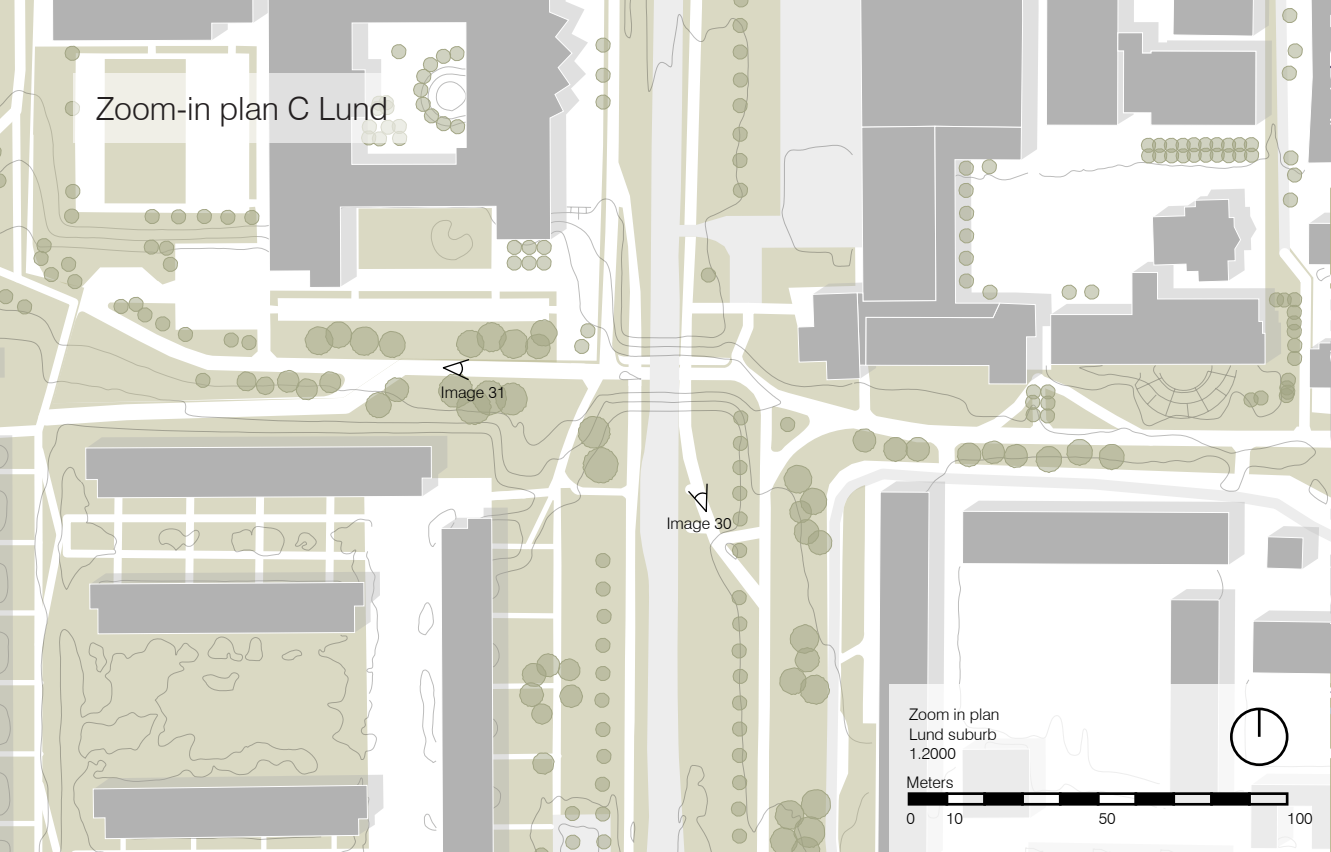 Zoom-in plan C Lund
Image 31
Image 30
Zoom in plan
Lund suburb
1.2000
Meters
0 10 50 100